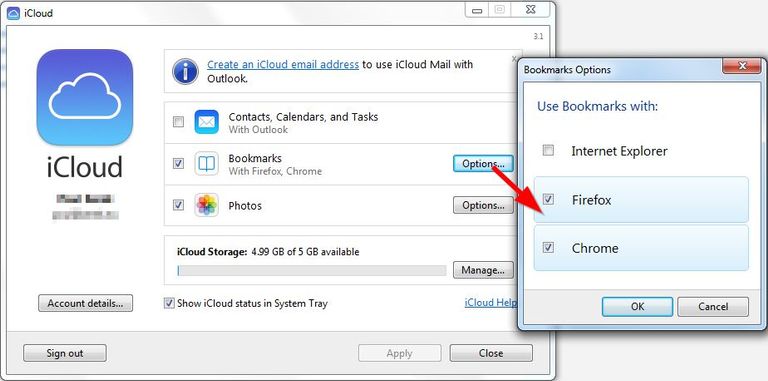 iCloud
3.1
Create an iCloud email address to use iCloud Mail with
Outlook.
Contacts, Calendars, and Tasks
With Outlook
Bookmarks
With Firefox, Chrome
Options...
Photos
Options...
iCloud
iCloud Storage: 4.99 GB of 5 GB available
Manage...
Account details...
Show iCloud status in System Tray
iCloud Help
Sign out
Apply
Close
Bookmarks Options
Use Bookmarks with:
Internet Explorer
Firefox
Chrome
OK
Cancel